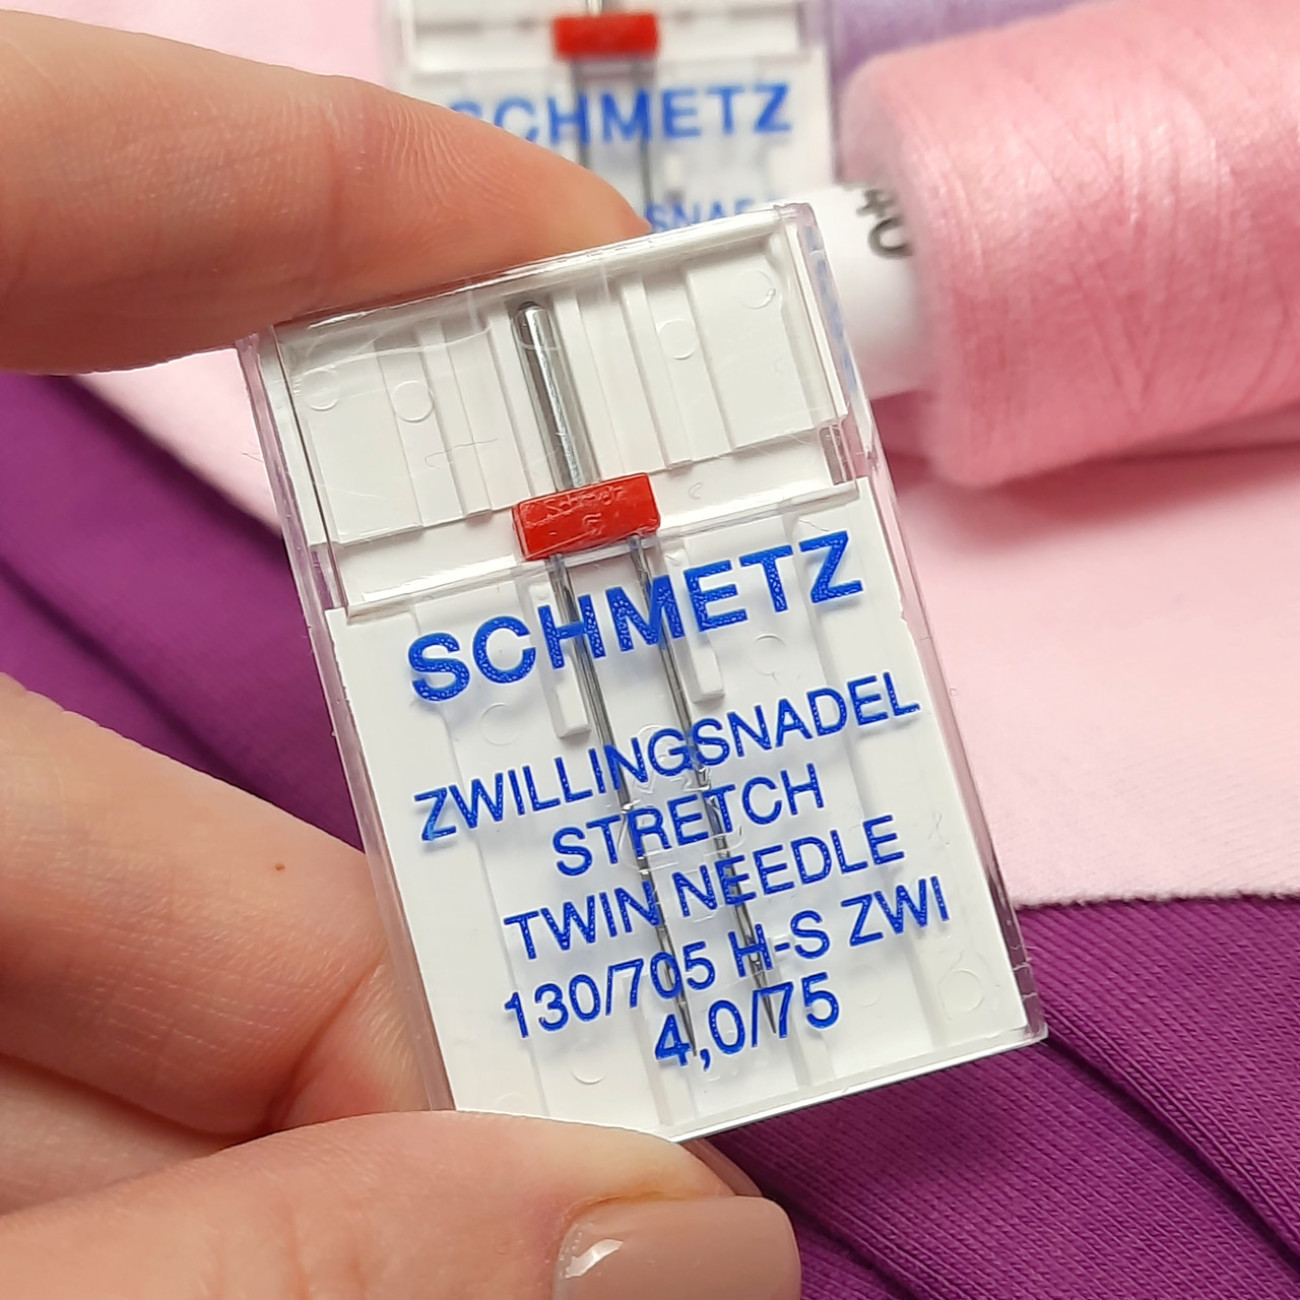 SCHMETZ
SCHMETZ
ZWILLINGSNADEL
STRETCH
TWIN NEEDLE
130/705 H-S ZWI
4,0/75